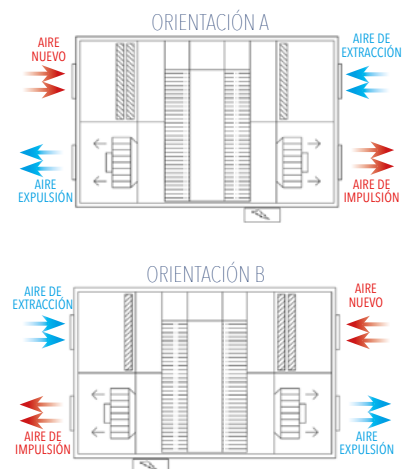 ORIENTACIÓN A
AIRE
NUEVO
AIRE DE
EXTRACCIÓN
AIRE
EXPULSIÓN
AIRE DE
IMPULSIÓN
ORIENTACIÓN B
AIRE DE
EXTRACCIÓN
AIRE
NUEVO
AIRE DE
IMPULSIÓN
AIRE
EXPULSIÓN